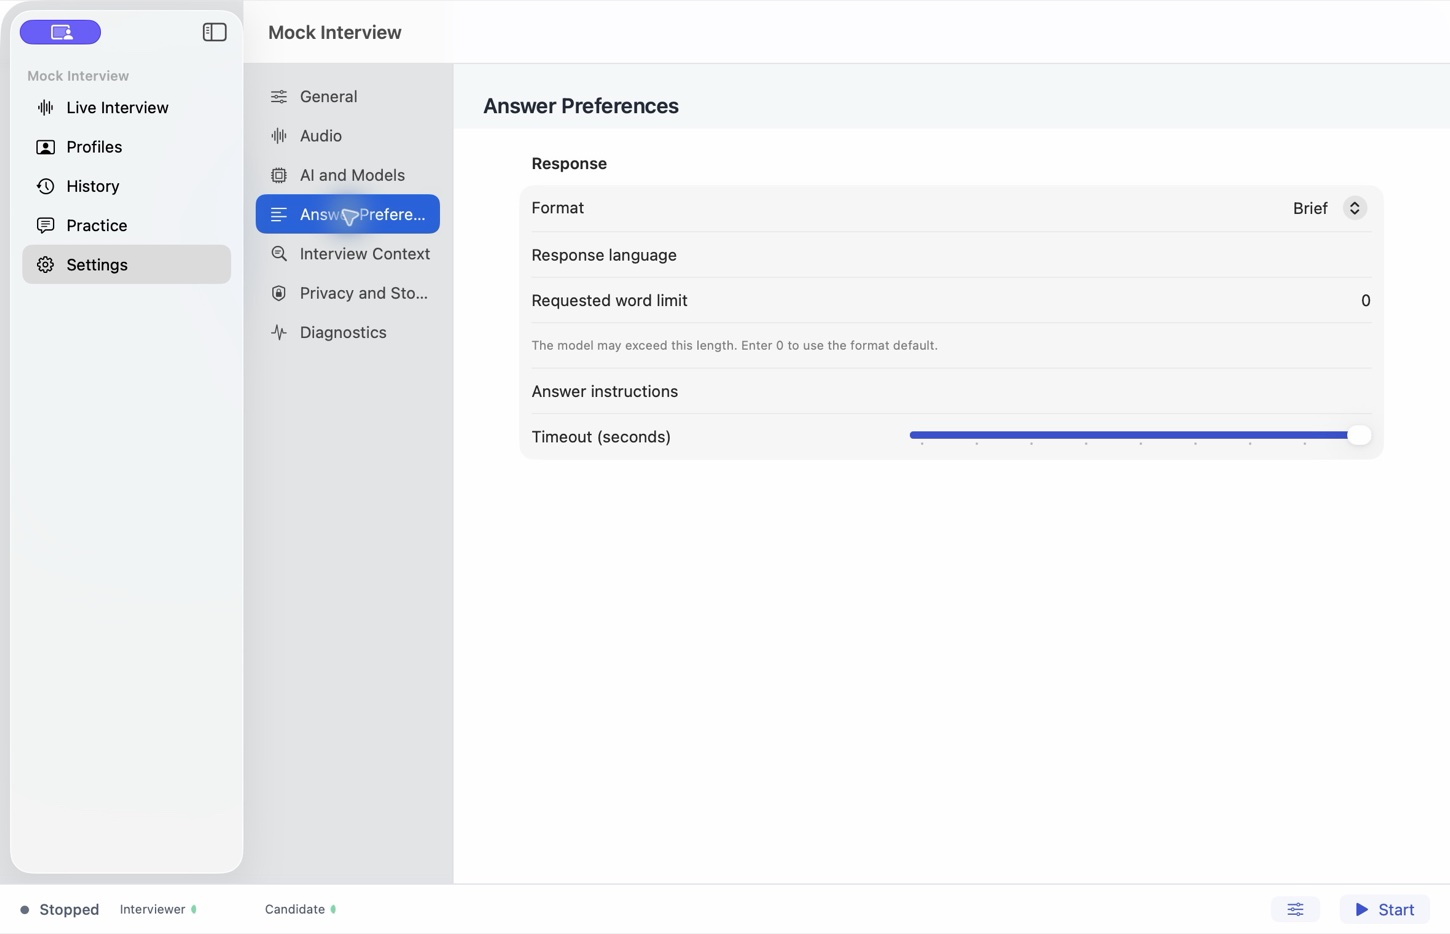 Mock Interview
Mock Interview
Live Interview
Profiles
History
Practice
Settings
General
Audio
AI and Models
Answ Prefere...
Interview Context
Privacy and Sto...
Diagnostics
Answer Preferences
Response
Format Brief
Response language
Requested word limit 0
The model may exceed this length. Enter 0 to use the format default.
Answer instructions
Timeout (seconds)
Stopped Interviewer Candidate Start